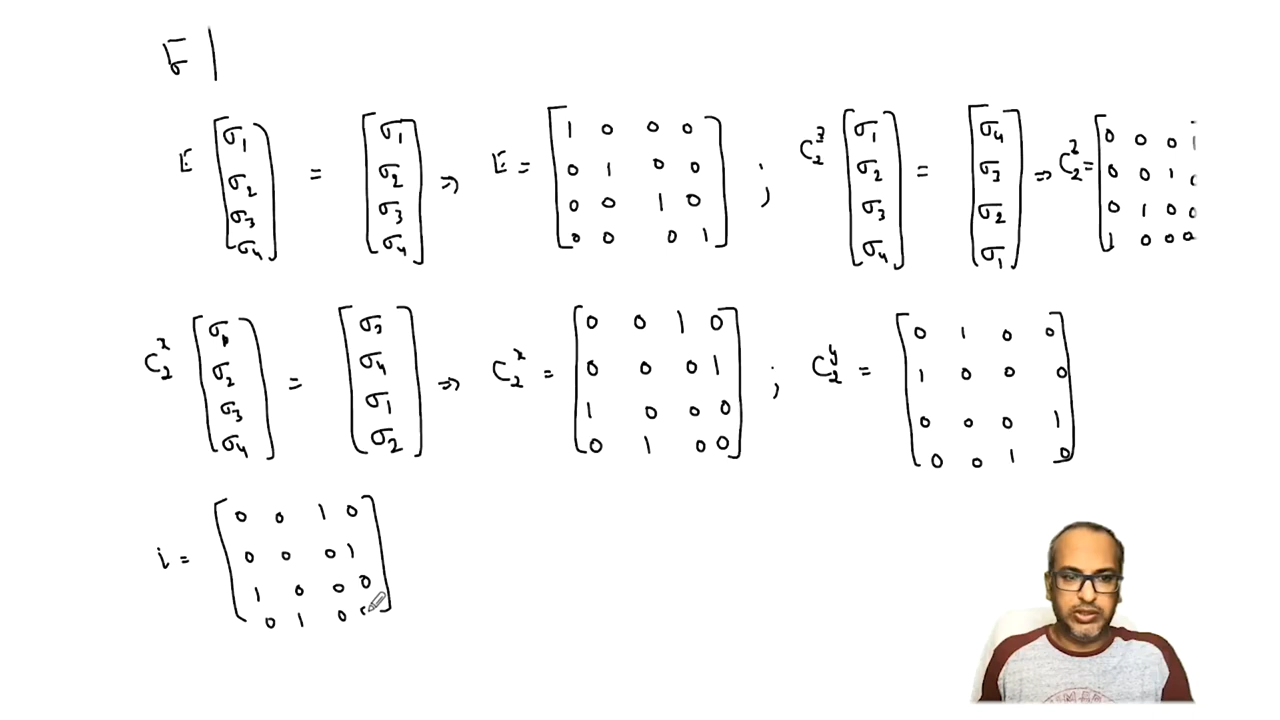 E |
E [σ1 σ2 σ3 σ4] = [σ1 σ2 σ3 σ4] ⇒ E = [1 0 0 0; 0 1 0 0; 0 0 1 0; 0 0 0 1] ; C2^z [σ1 σ2 σ3 σ4] = [σ4 σ3 σ2 σ1] ⇒ C2^z = [0 0 0 1; 0 0 1 0; 0 1 0 0; 1 0 0 0]
C2^x [σ1 σ2 σ3 σ4] = [σ3 σ4 σ1 σ2] ⇒ C2^x = [0 0 1 0; 0 0 0 1; 1 0 0 0; 0 1 0 0] ; C2^y = [0 1 0 0; 1 0 0 0; 0 0 0 1; 0 0 1 0]
i = [0 0 1 0; 0 0 0 1; 1 0 0 0; 0 1 0]